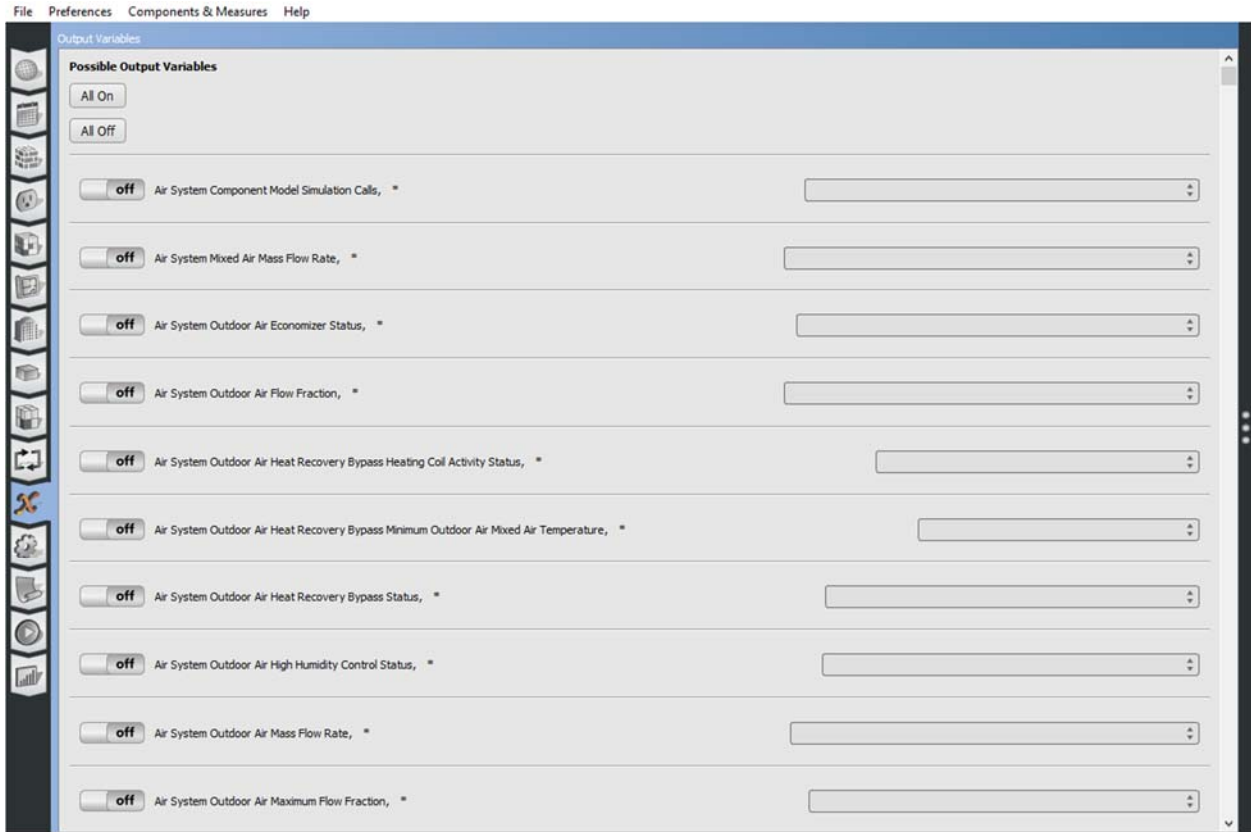 File Preferences Components & Measures Help
Output Variables
Possible Output Variables
All On
All Off
off Air System Component Model Simulation Calls, *
off Air System Mixed Air Mass Flow Rate, *
off Air System Outdoor Air Economizer Status, *
off Air System Outdoor Air Flow Fraction, *
off Air System Outdoor Air Heat Recovery Bypass Heating Coil Activity Status, *
off Air System Outdoor Air Heat Recovery Bypass Minimum Outdoor Air Mixed Air Temperature, *
off Air System Outdoor Air Heat Recovery Bypass Status, *
off Air System Outdoor Air High Humidity Control Status, *
off Air System Outdoor Air Mass Flow Rate, *
off Air System Outdoor Air Maximum Flow Fraction, *